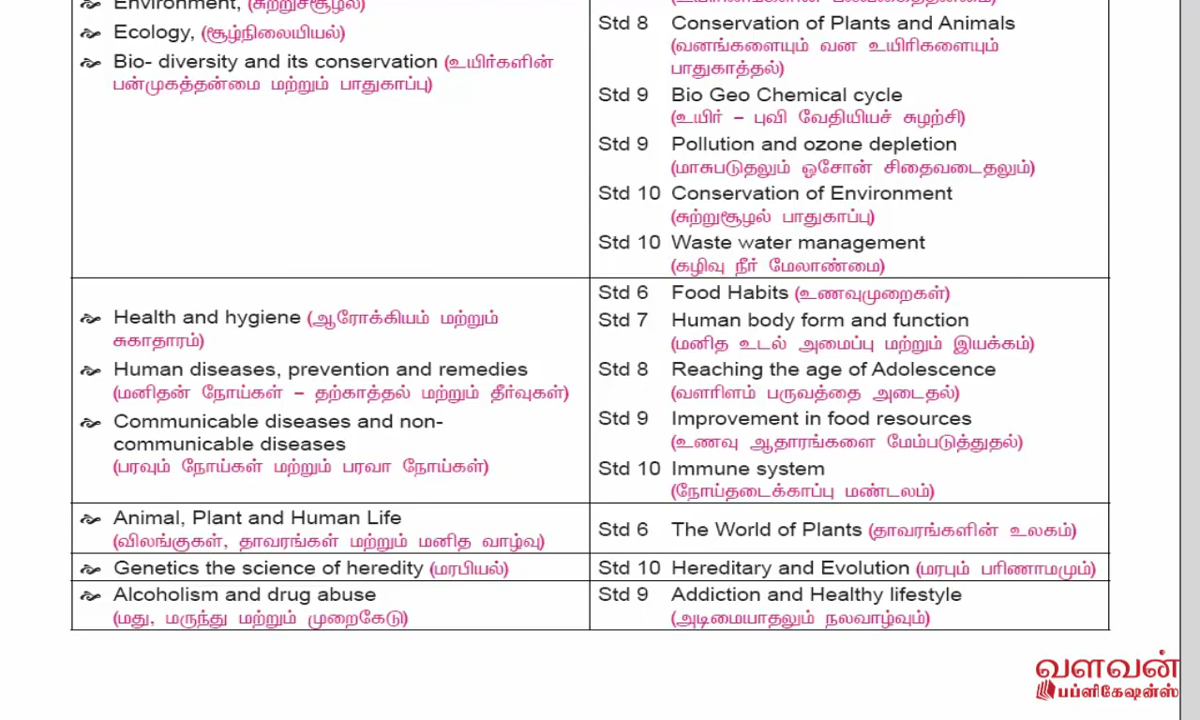 Environment, (சுற்றுச்சூழல்)
Ecology, (சூழ்நிலையியல்)
Bio- diversity and its conservation (உயிர்களின்
பன்முகத்தன்மை மற்றும் பாதுகாப்பு)
Std 8 Conservation of Plants and Animals
(வனங்களையும் வன உயிரிகளையும்
பாதுகாத்தல்)
Std 9 Bio Geo Chemical cycle
(உயிர் – புவி வேதியியச் சுழற்சி)
Std 9 Pollution and ozone depletion
(மாசுபடுதலும் ஓசோன் சிதைவடைதலும்)
Std 10 Conservation of Environment
(சுற்றுசூழல் பாதுகாப்பு)
Std 10 Waste water management
(கழிவு நீர் மேலாண்மை)
Health and hygiene (ஆரோக்கியம் மற்றும்
சுகாதாரம்)
Human diseases, prevention and remedies
(மனிதன் நோய்கள் – தற்காத்தல் மற்றும் தீர்வுகள்)
Communicable diseases and non-
communicable diseases
(பரவும் நோய்கள் மற்றும் பரவா நோய்கள்)
Std 6 Food Habits (உணவுமுறைகள்)
Std 7 Human body form and function
(மனித உடல் அமைப்பு மற்றும் இயக்கம்)
Std 8 Reaching the age of Adolescence
(வளரிளம் பருவத்தை அடைதல்)
Std 9 Improvement in food resources
(உணவு ஆதாரங்களை மேம்படுத்துதல்)
Std 10 Immune system
(நோய்தடைக்காப்பு மண்டலம்)
Animal, Plant and Human Life
(விலங்குகள், தாவரங்கள் மற்றும் மனித வாழ்வு)
Std 6 The World of Plants (தாவரங்களின் உலகம்)
Genetics the science of heredity (மரபியல்)
Std 10 Hereditary and Evolution (மரபும் பரிணாமமும்)
Alcoholism and drug abuse
(மது, மருந்து மற்றும் முறைகேடு)
Std 9 Addiction and Healthy lifestyle
(அடிமையாதலும் நலவாழ்வும்)
வளவன்
பப்ளிகேஷன்ஸ்